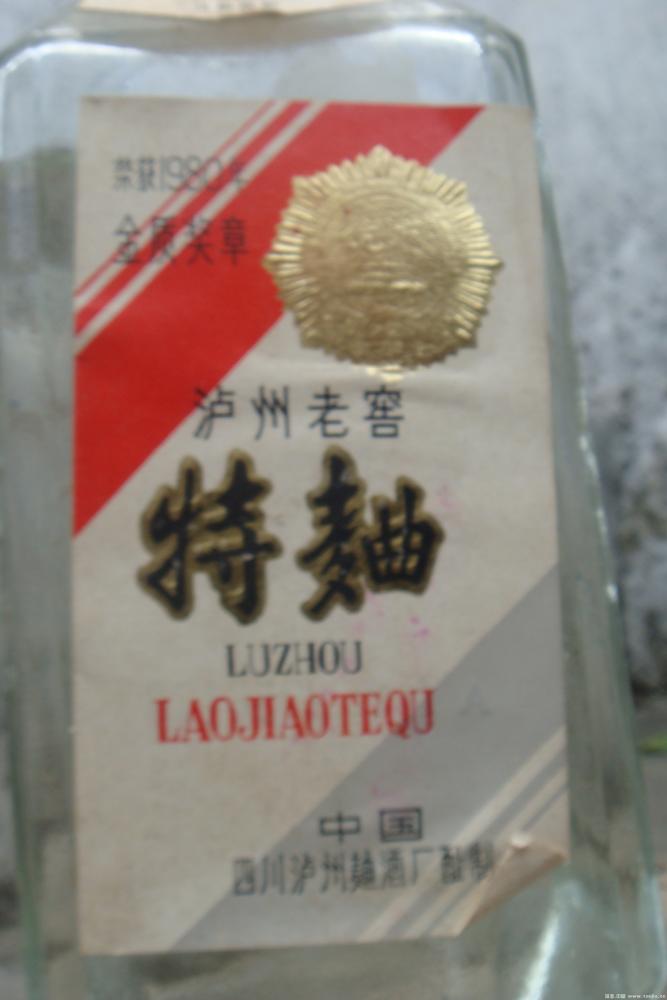 荣获1980年
金质奖章
泸州老窖
特麯
LUZHOU
LAOJIAOTEQU
中国
四川泸州麯酒厂酿制